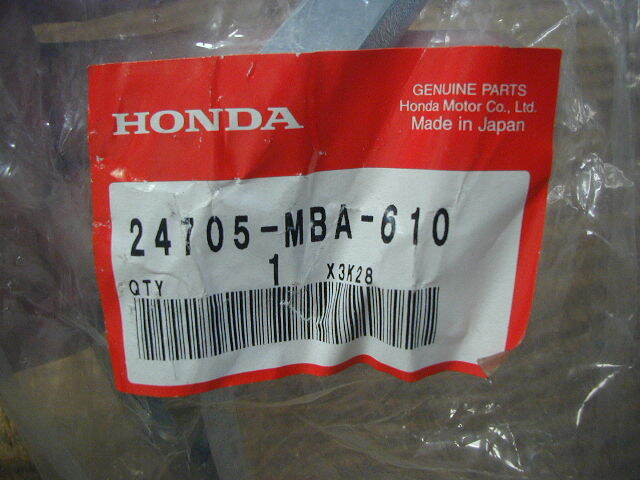 GENUINE PARTS
HONDA
Honda Motor Co., Ltd.
Made in Japan
24705-MBA-610
QTY 1 X3K28